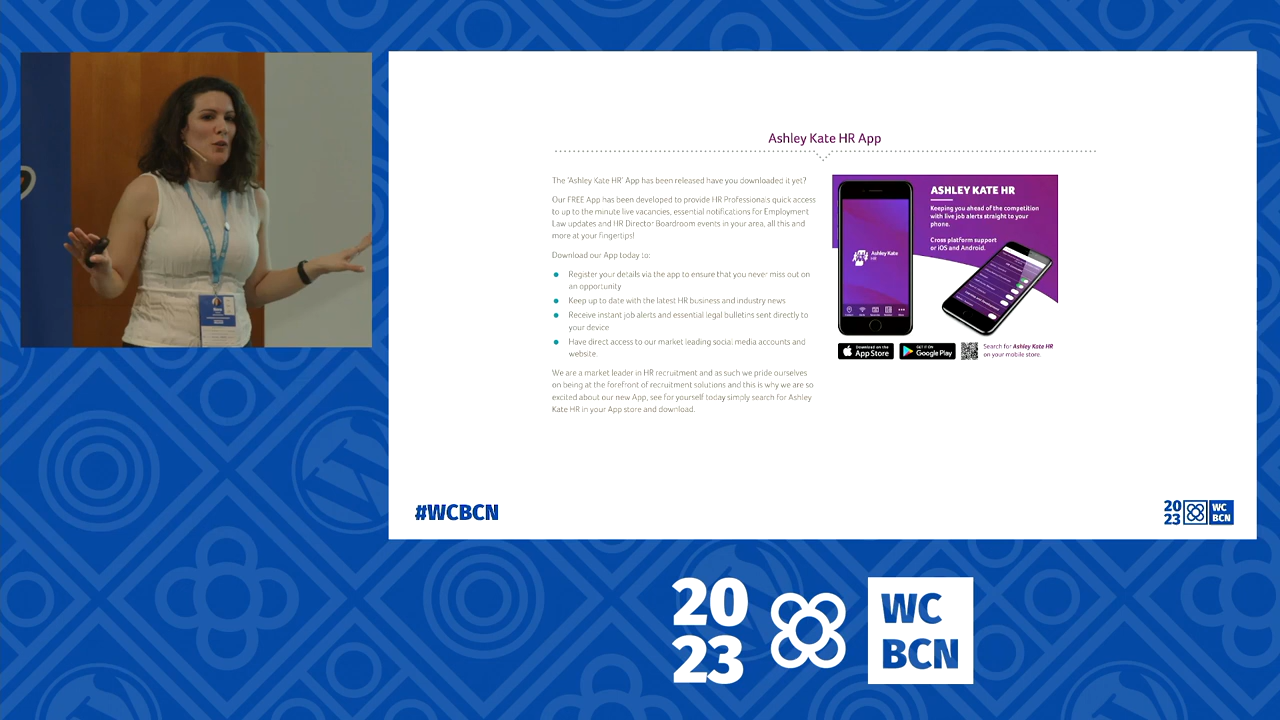 Ashley Kate HR App
The 'Ashley Kate HR' App has been released have you downloaded it yet?
Our FREE App has been developed to provide HR Professionals quick access
to up to the minute live vacancies, essential notifications for Employment
Law updates and HR Director Boardroom events in your area, all this and
more at your fingertips!
Download our App today to:
Register your details via the app to ensure that you never miss out on
an opportunity
Keep up to date with the latest HR business and industry news
Receive instant job alerts and essential legal bulletins sent directly to
your device
Have direct access to our market leading social media accounts and
website.
We are a market leader in HR recruitment and as such we pride ourselves
on being at the forefront of recruitment solutions and this is why we are so
excited about our new App, see for yourself today simply search for Ashley
Kate HR in your App store and download.
ASHLEY KATE HR
Keeping you ahead of the competition
with live job alerts straight to your
phone.
Cross platform support
or iOS and Android.
Ashley Kate
HR
Download on the
App Store
GET IT ON
Google Play
Search for Ashley Kate HR
on your mobile store.
#WCBCN
20
23
WC
BCN
20
23
WC
BCN